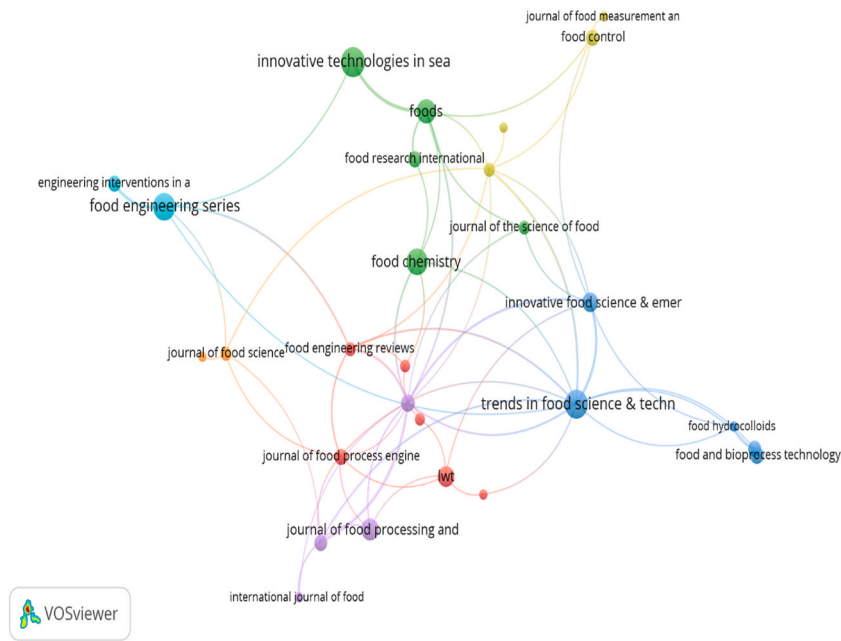 journal of food measurement an
food control
innovative technologies in sea
foods
food research international
engineering interventions in a
food engineering series
journal of the science of food
food chemistry
innovative food science & emer
journal of food science
food engineering reviews
trends in food science & techn
food hydrocolloids
food and bioprocess technology
journal of food process engine
lwt
journal of food processing and
international journal of food
VOSviewer